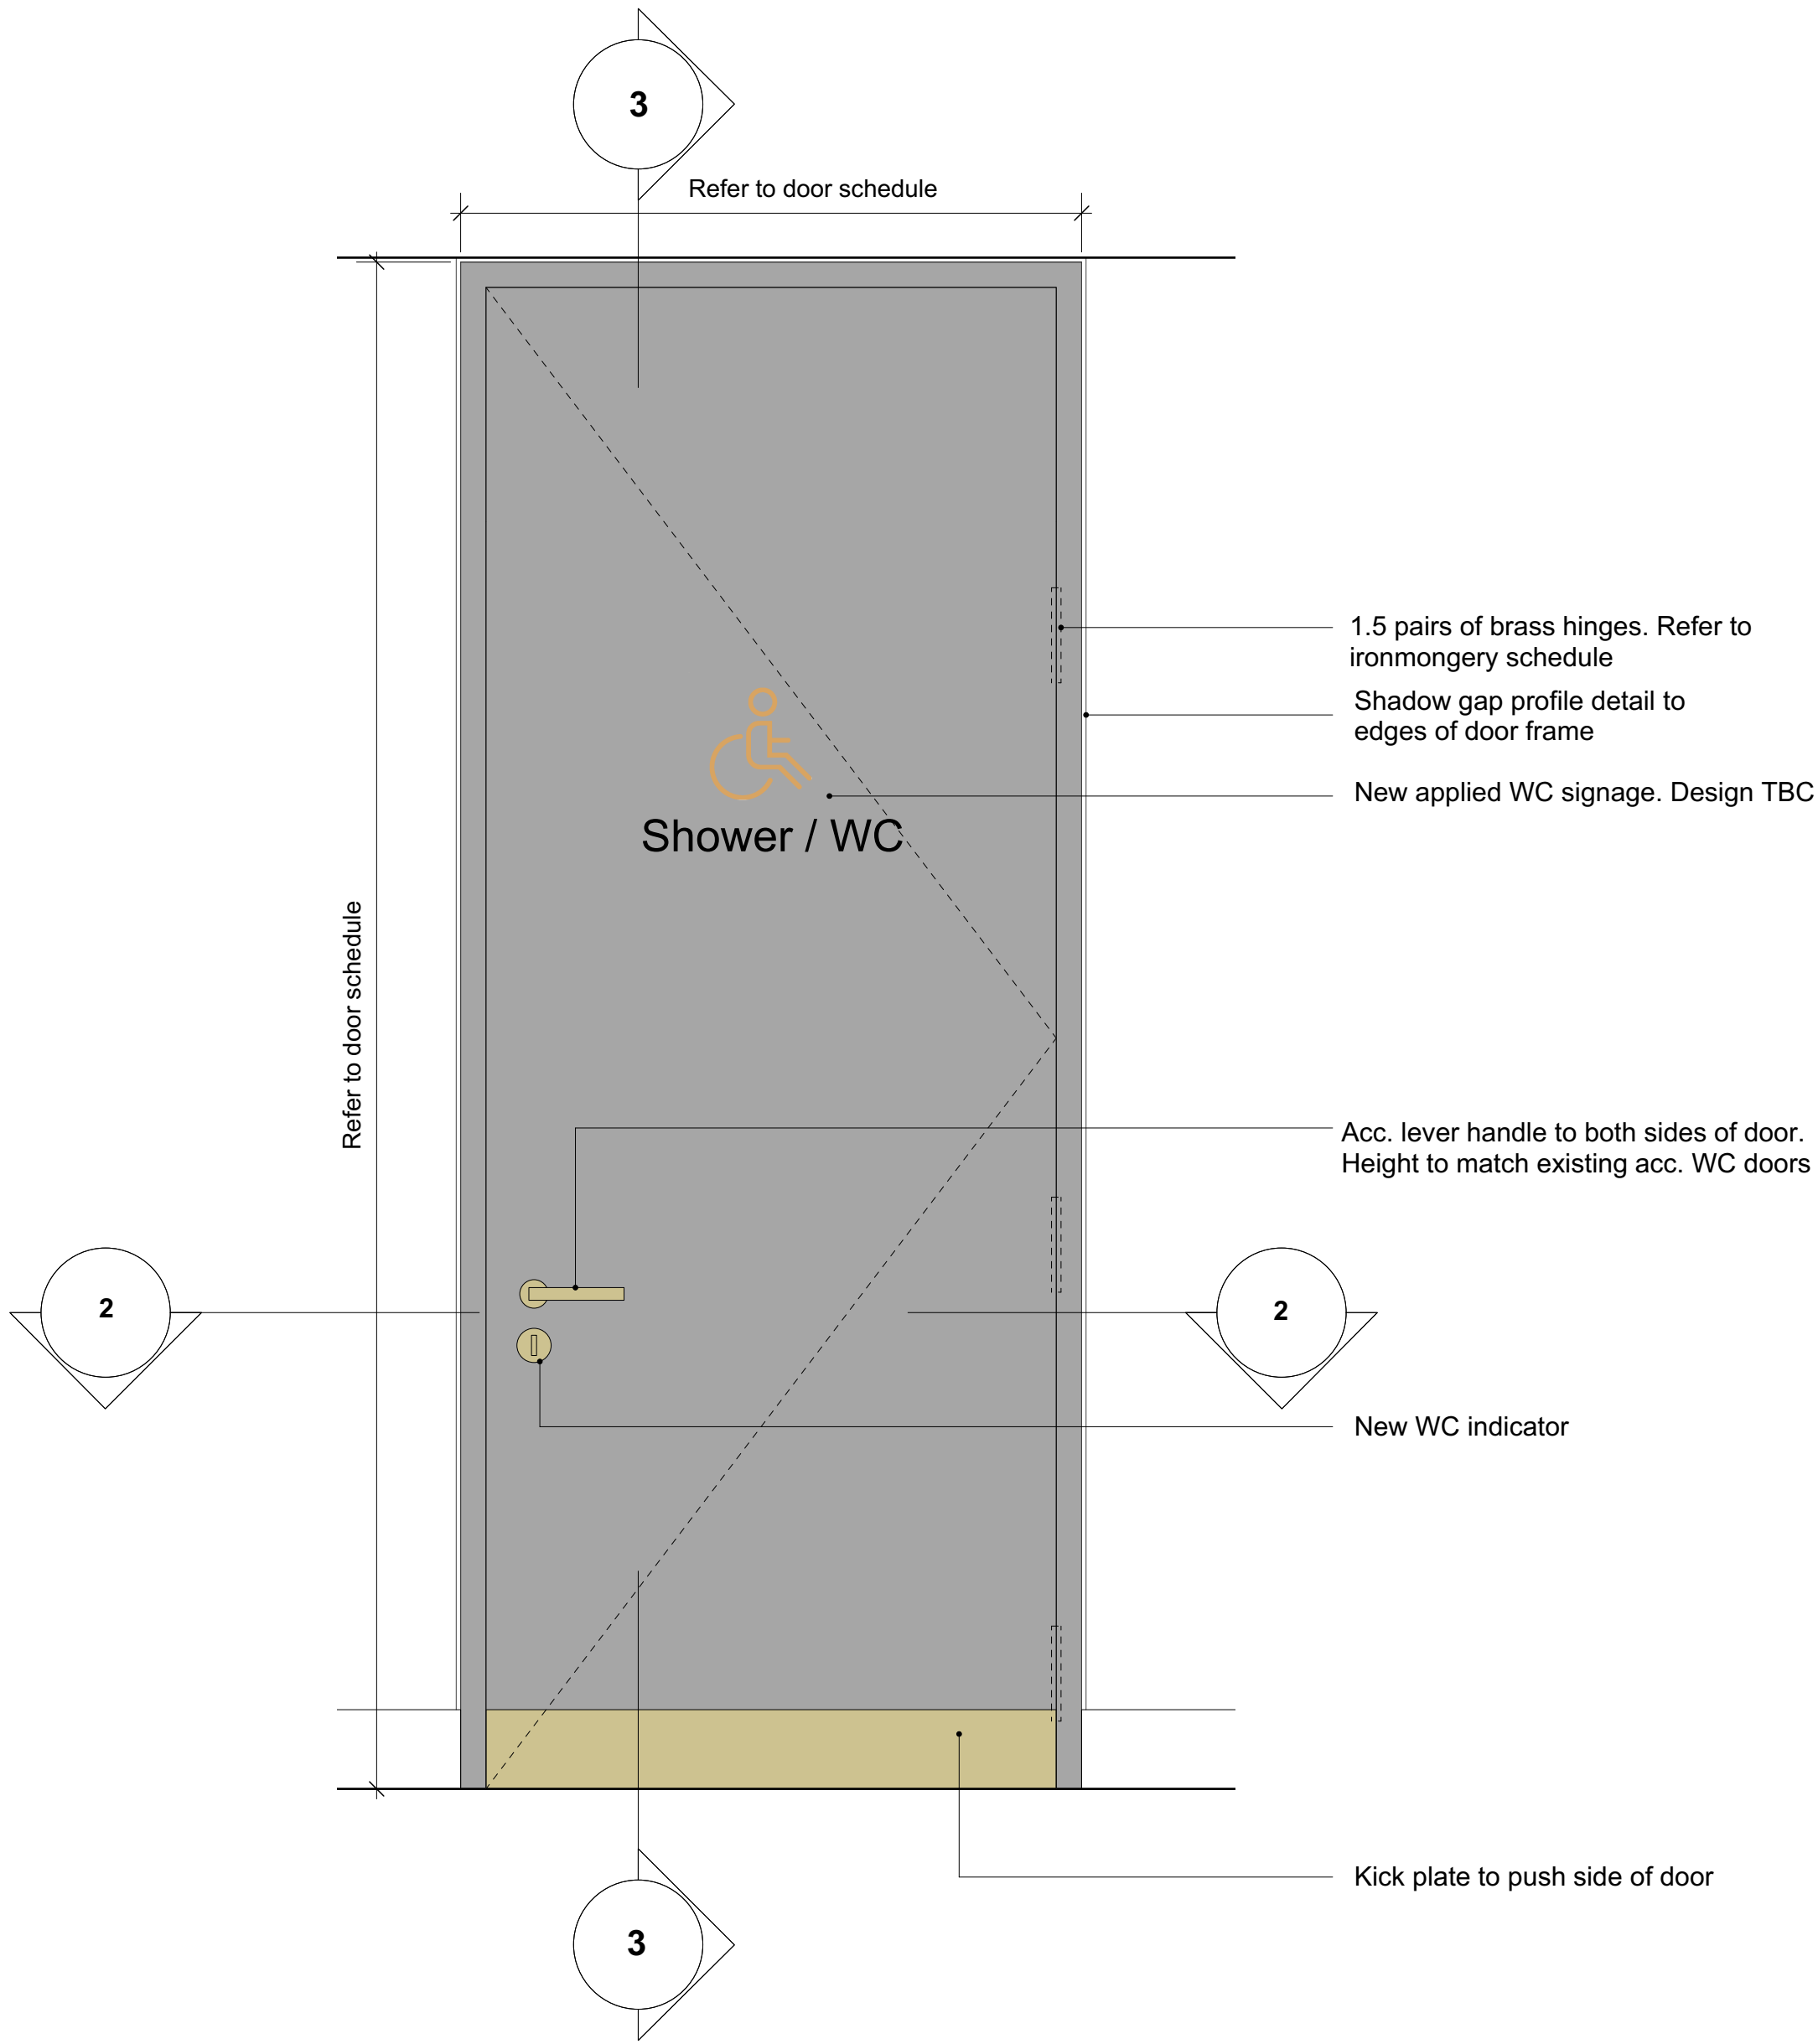 3
Refer to door schedule
1.5 pairs of brass hinges. Refer to
ironmongery schedule
Shadow gap profile detail to
edges of door frame
New applied WC signage. Design TBC
Shower / WC
Refer to door schedule
Acc. lever handle to both sides of door.
Height to match existing acc. WC doors
2
2
New WC indicator
Kick plate to push side of door
3